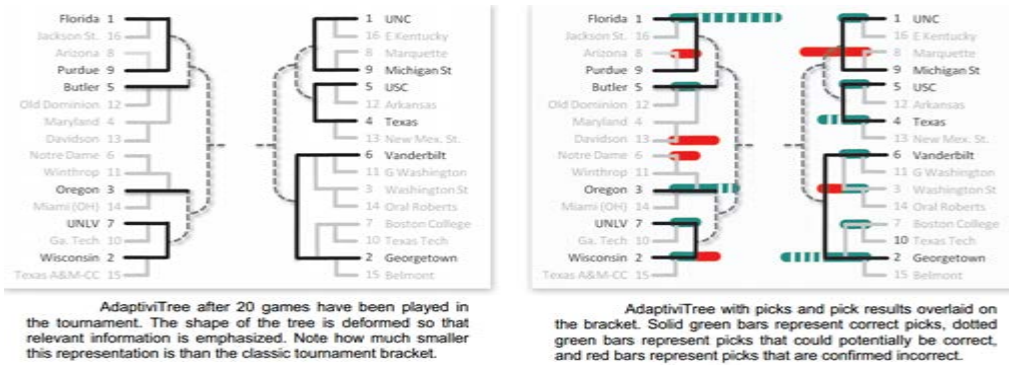 Florida 1
Jackson St. 16
Arizona 8
Purdue 9
Butler 5
Old Dominion 12
Maryland 4
Davidson 13
Notre Dame 6
Winthrop 11
Oregon 3
Miami (OH) 14
UNLV 7
Ga. Tech 10
Wisconsin 2
Texas A&M-CC 15
1 UNC
16 E Kentucky
8 Marquette
9 Michigan St
5 USC
12 Arkansas
4 Texas
13 New Mex. St.
6 Vanderbilt
11 G Washington
3 Washington St
14 Oral Roberts
7 Boston College
10 Texas Tech
2 Georgetown
15 Belmont
AdaptiviTree after 20 games have been played in
the tournament. The shape of the tree is deformed so that
relevant information is emphasized. Note how much smaller
this representation is than the classic tournament bracket.
Florida 1
Jackson St. 16
Arizona 8
Purdue 9
Butler 5
Old Dominion 12
Maryland 4
Davidson 13
Notre Dame 6
Winthrop 11
Oregon 3
Miami (OH) 14
UNLV 7
Ga. Tech 10
Wisconsin 2
Texas A&M-CC 15
1 UNC
16 E Kentucky
8 Marquette
9 Michigan St
5 USC
12 Arkansas
4 Texas
13 New Mex. St.
6 Vanderbilt
11 G Washington
3 Washington St
14 Oral Roberts
7 Boston College
10 Texas Tech
2 Georgetown
15 Belmont
AdaptiviTree with picks and pick results overlaid on
the bracket. Solid green bars represent correct picks, dotted
green bars represent picks that could potentially be correct,
and red bars represent picks that are confirmed incorrect.